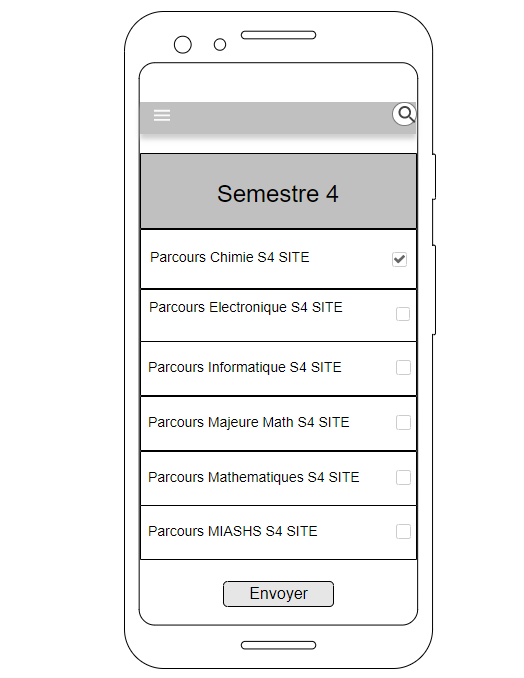 Semestre 4
Parcours Chimie S4 SITE
Parcours Electronique S4 SITE
Parcours Informatique S4 SITE
Parcours Majeure Math S4 SITE
Parcours Mathematiques S4 SITE
Parcours MIASHS S4 SITE
Envoyer